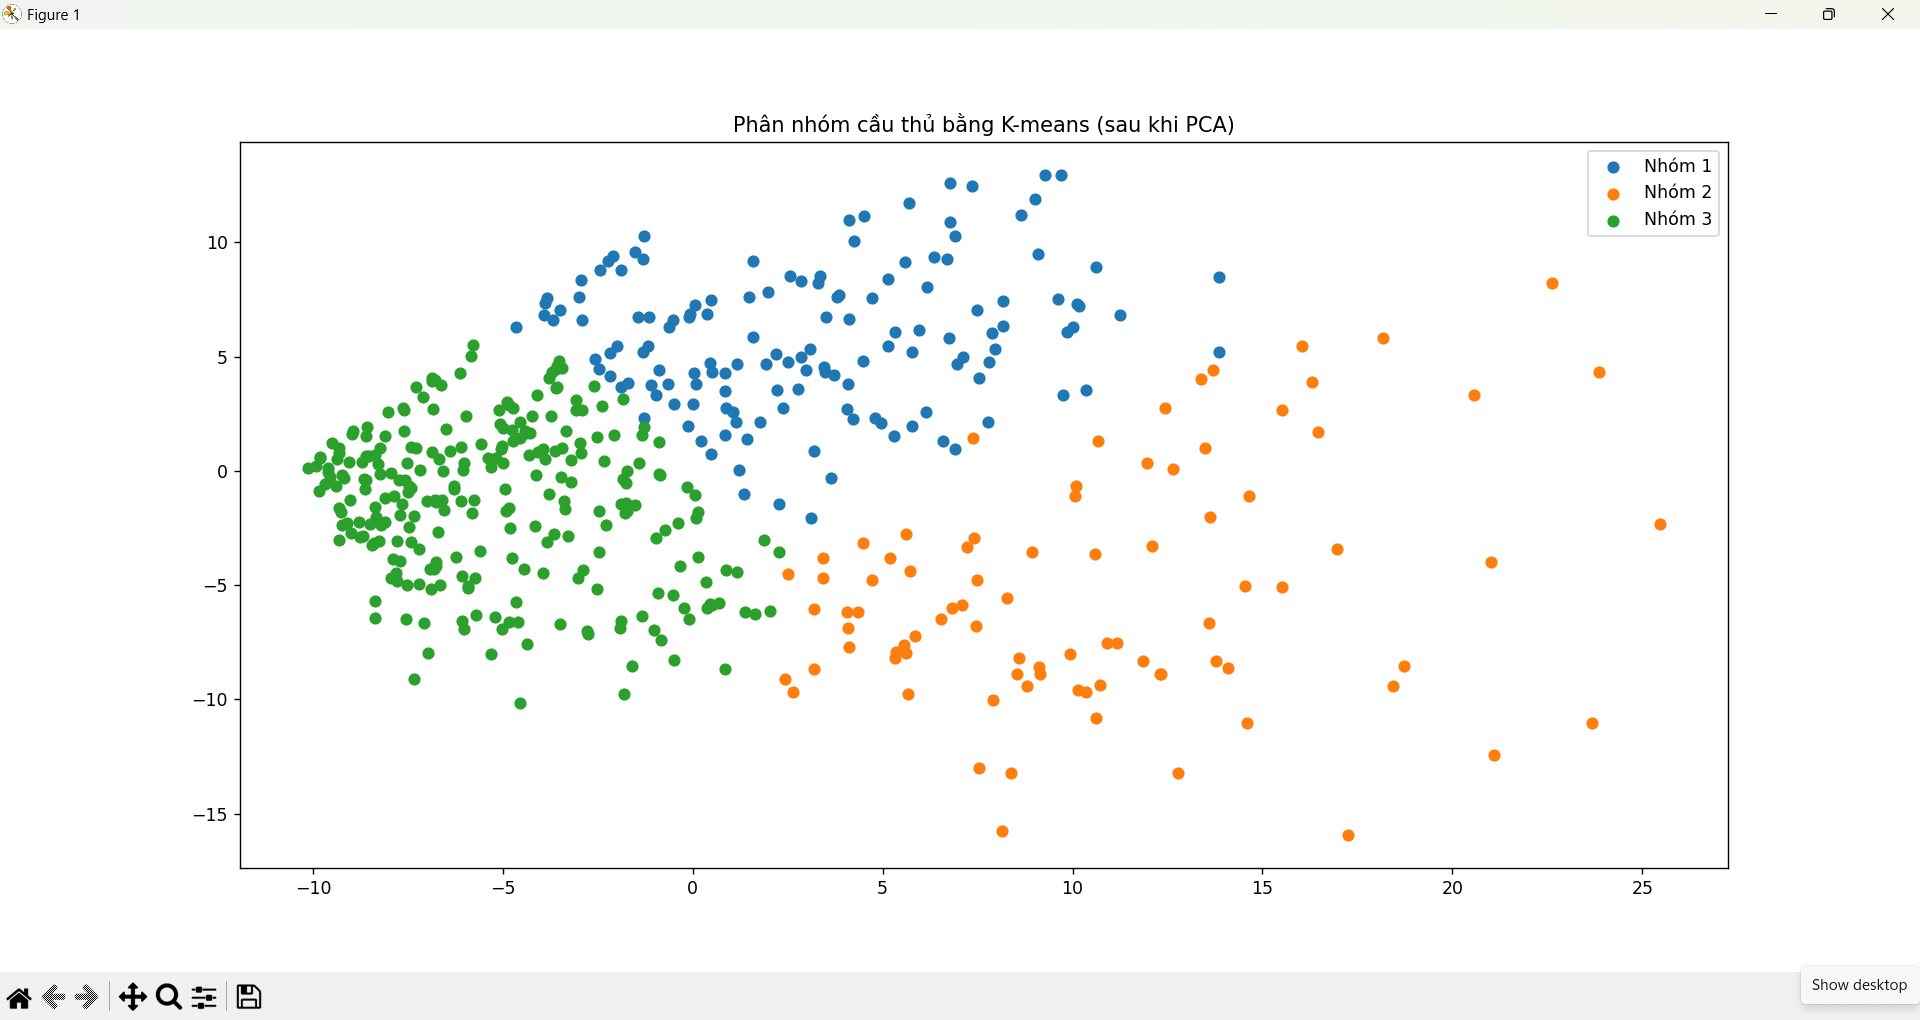 Figure 1
Phân nhóm cầu thủ bằng K-means (sau khi PCA)
Nhóm 1
Nhóm 2
Nhóm 3
10
5
0
−5
−10
−15
−10 −5 0 5 10 15 20 25
Show desktop